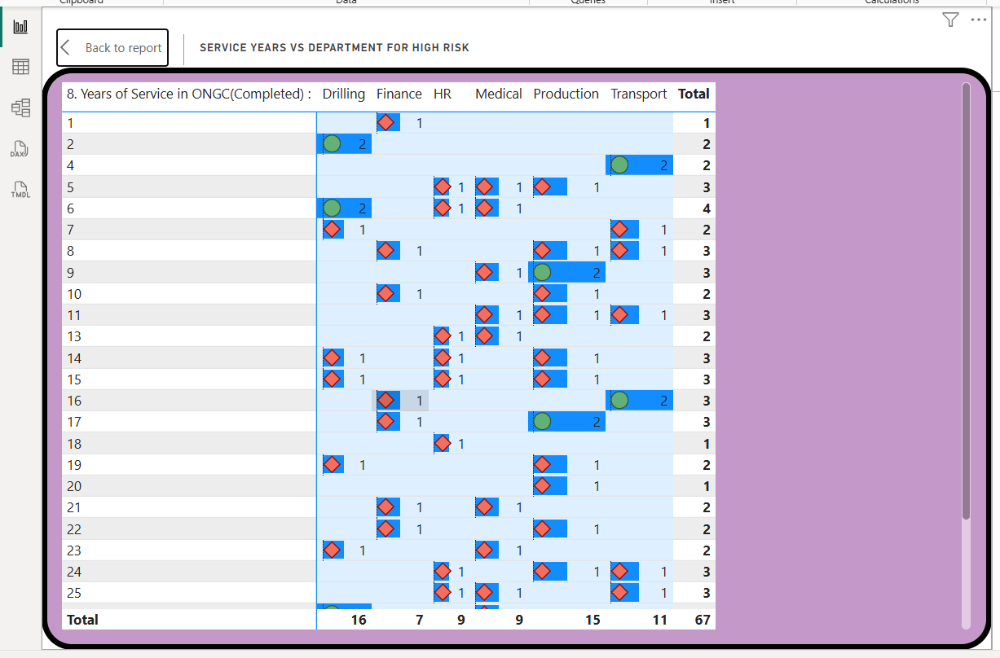 Clipboard Data Queries Insert Calculations
Back to report SERVICE YEARS VS DEPARTMENT FOR HIGH RISK
DAX
TMDL
8. Years of Service in ONGC(Completed) : Drilling Finance HR Medical Production Transport Total
1 1 1
2 2 2
4 2 2
5 1 1 1 3
6 2 1 1 4
7 1 1 2
8 1 1 1 3
9 1 2 3
10 1 1 2
11 1 1 1 3
13 1 1 2
14 1 1 1 3
15 1 1 1 3
16 1 2 3
17 1 2 3
18 1 1
19 1 1 2
20 1 1
21 1 1 2
22 1 1 2
23 1 1 2
24 1 1 1 3
25 1 1 1 3
Total 16 7 9 9 15 11 67